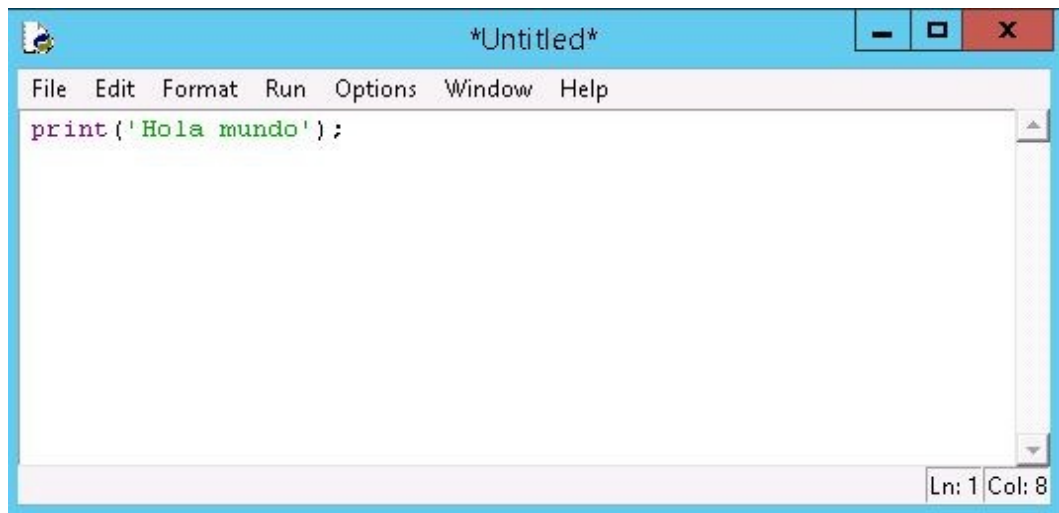 *Untitled*
File Edit Format Run Options Window Help
print('Hola mundo');
Ln: 1 Col: 8